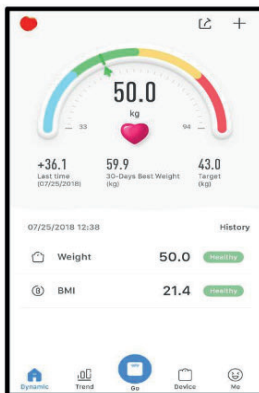 50.0
kg
33
94
+36.1
Last time
(07/25/2018)
59.9
30-Days Best Weight
(kg)
43.0
Target
(kg)
07/25/2018 12:38
History
Weight
50.0
Healthy
BMI
21.4
Healthy
Dynamic
Trend
Go
Device
Me